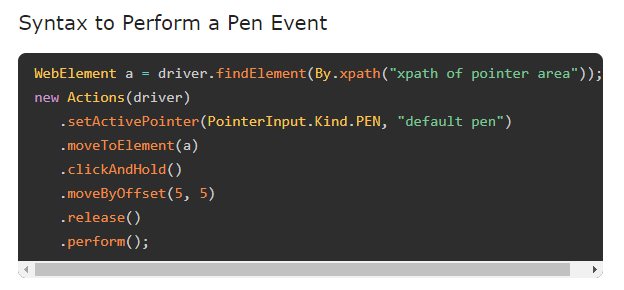 Syntax to Perform a Pen Event
WebElement a = driver.findElement(By.xpath("xpath of pointer area"));
new Actions(driver)
.setActivePointer(PointerInput.Kind.PEN, "default pen")
.moveToElement(a)
.clickAndHold()
.moveByOffset(5, 5)
.release()
.perform();